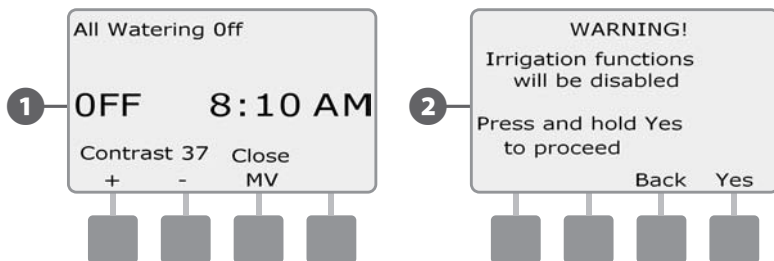 All Watering Off
1
OFF 8:10 AM
Contrast 37 Close
+ - MV
WARNING!
Irrigation functions
will be disabled
2
Press and hold Yes
to proceed
Back Yes